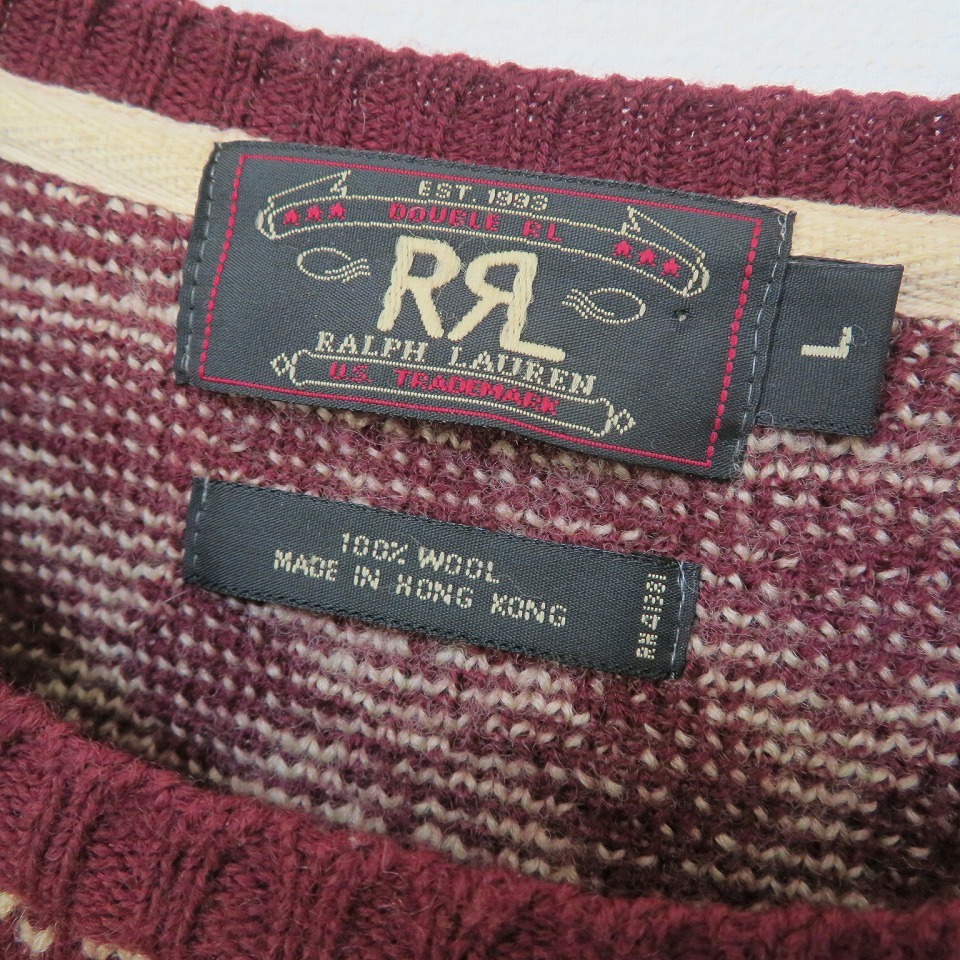 EST. 1993
DOUBLE RL
RRL
RALPH LAUREN
U.S. TRADEMARK
L
100% WOOL
MADE IN HONG KONG